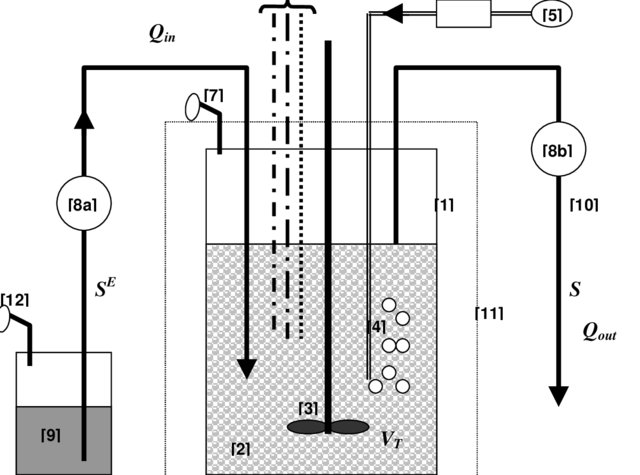 ⌈5⌉
Q_in
⌈7⌉
⌈8a⌉
⌈8b⌉
⌈1⌉
⌈10⌉
S^E
S
⌈12⌉
⌈11⌉
⌈4⌉
Q_out
⌈3⌉
⌈9⌉
⌈2⌉
V_T